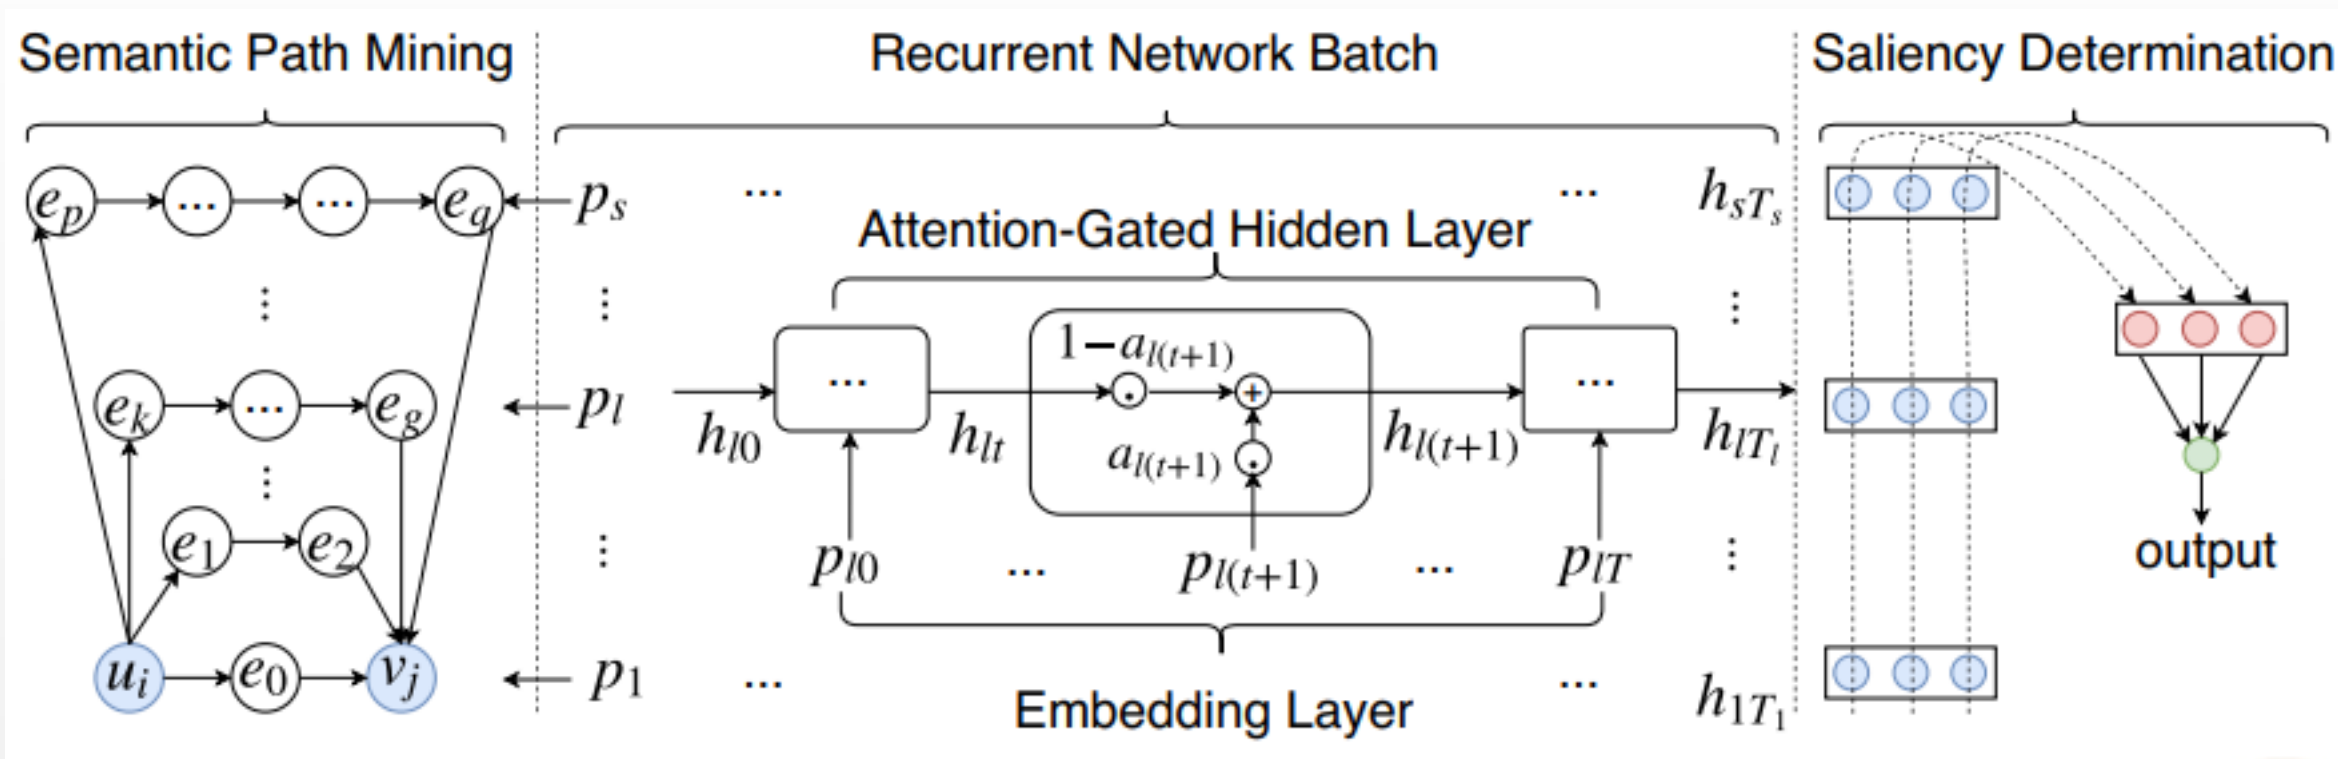 Semantic Path Mining
Recurrent Network Batch
Saliency Determination
e_p ... ... e_q
p_s
... ...
h_{sT_s}
Attention-Gated Hidden Layer
e_k ... e_g
p_l
h_{l0}
...
h_{lt}
1−a_{l(t+1)}
. +
a_{l(t+1)} .
h_{l(t+1)}
...
h_{lT_l}
e_1 e_2
p_{l0} ... p_{l(t+1)} ... p_{lT}
output
u_i e_0 v_j
p_1
... ...
h_{1T_1}
Embedding Layer